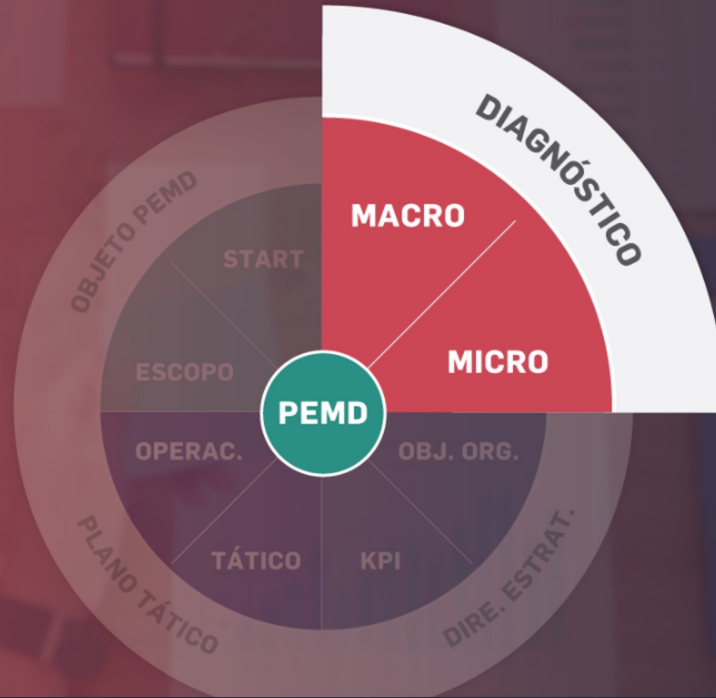 DIAGNÓSTICO
MACRO
MICRO
PEMD
OBJETO PEMD
START
ESCOPO
OPERAC.
OBJ. ORG.
TÁTICO
KPI
PLANO TÁTICO
DIRE. ESTRAT.